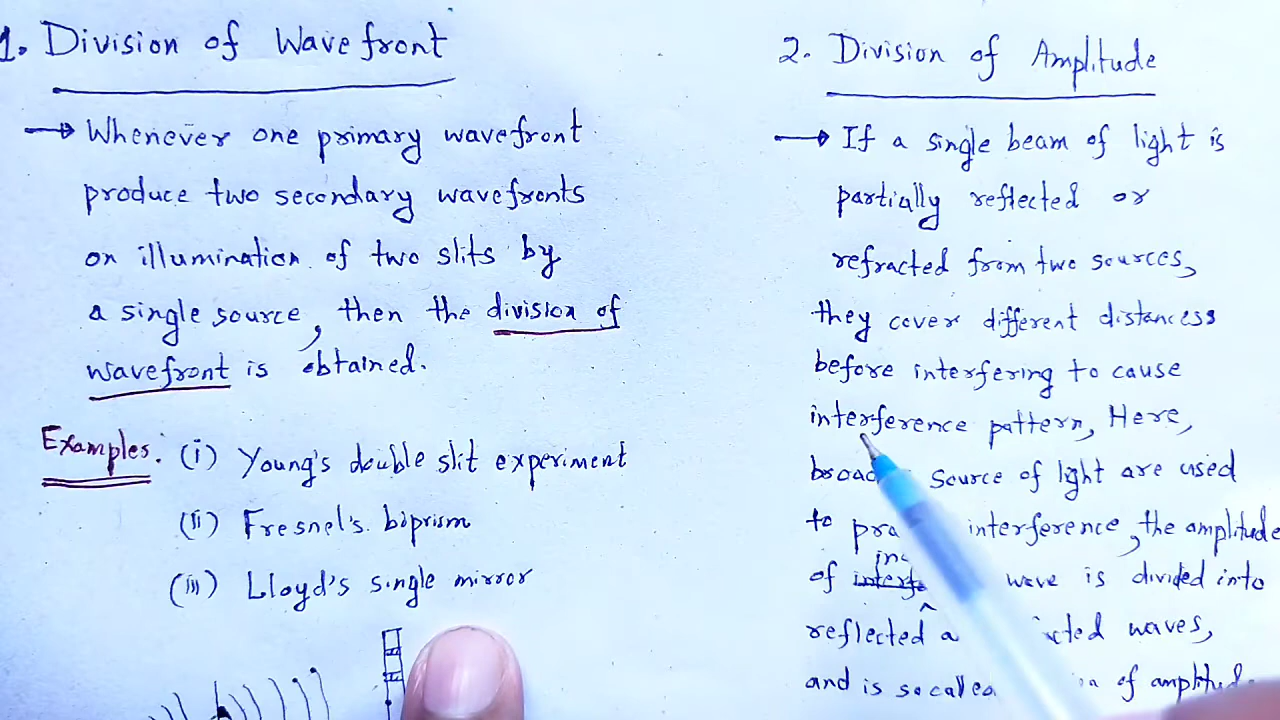 1. Division of Wavefront
→ Whenever one primary wavefront
produce two secondary wavefronts
on illumination of two slits by
a single source, then the division of
wavefront is obtained.
Examples: (i) Young's double slit experiment
(ii) Fresnel's biprism
(iii) Lloyd's single mirror
2. Division of Amplitude
→ If a single beam of light is
partially reflected or
refracted from two sources,
they cover different distancess
before interfering to cause
interference pattern, Here,
source of light are used
to interference, the amplitude
of wave is divided into
reflected waves,
and is so called of amplitude